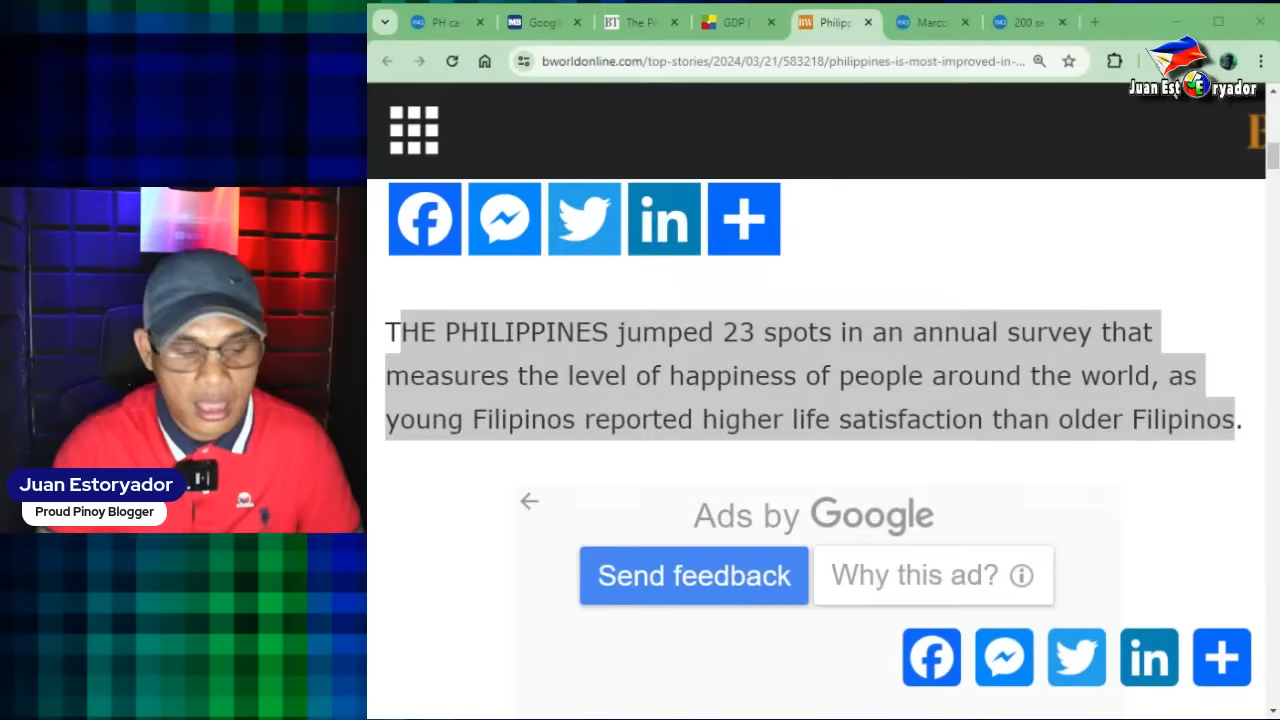 PH ca
Googl
The Ph
GDP |
Philipp
Marco
200 se
bworldonline.com/top-stories/2024/03/21/583218/philippines-is-most-improved-in-...
Juan Est ryador
THE PHILIPPINES jumped 23 spots in an annual survey that
measures the level of happiness of people around the world, as
young Filipinos reported higher life satisfaction than older Filipinos.
Juan Estoryador
Proud Pinoy Blogger
Ads by Google
Send feedback
Why this ad?